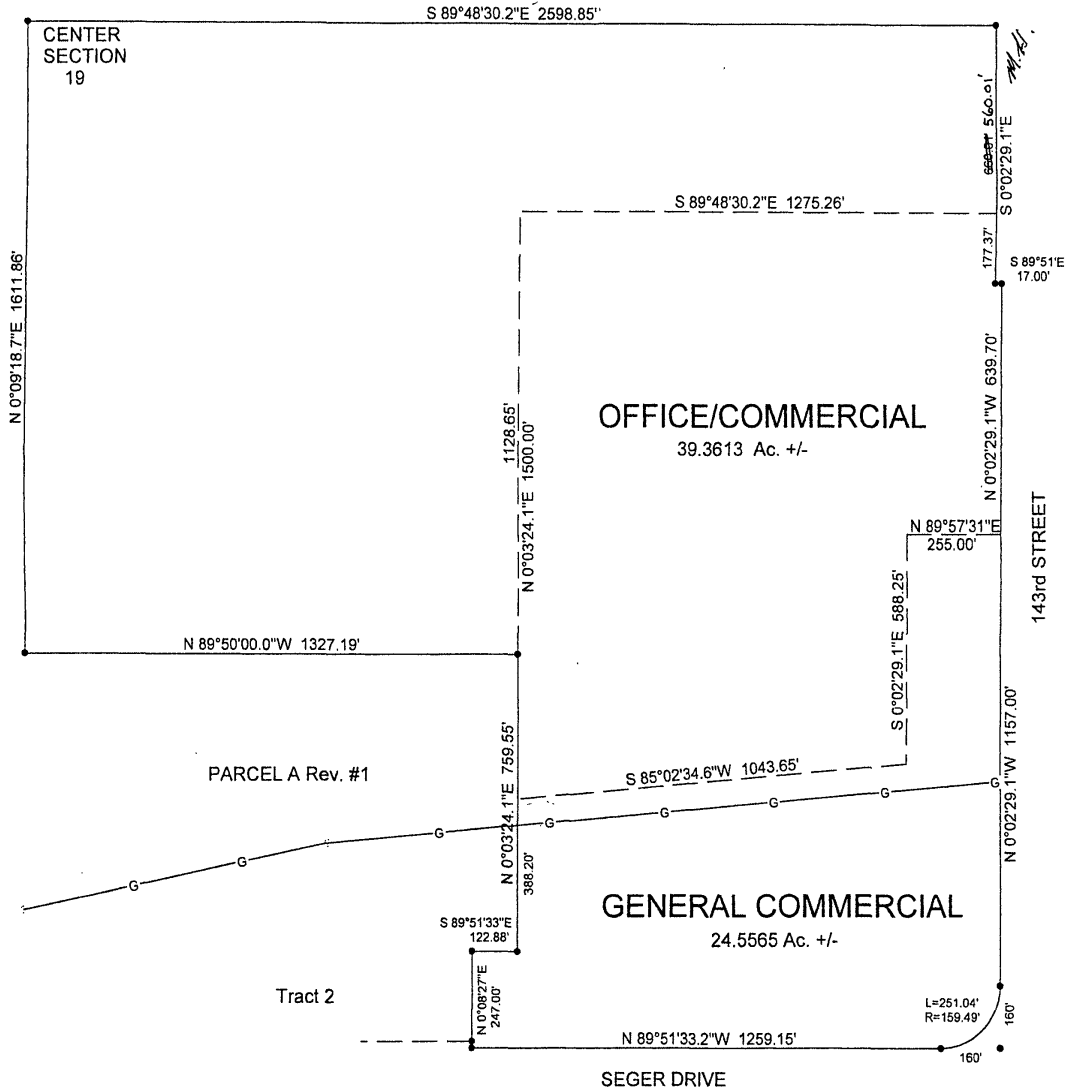 S 89°48'30.2"E 2598.85'
CENTER
SECTION
19
560.01'
S 0°02'29.1"E
N 0°09'18.7"E 1611.86'
S 89°48'30.2"E 1275.26'
177.37'
S 89°51'E
17.00'
N 0°02'29.1"W 639.70'
1128.65'
N 0°03'24.1"E 1500.00'
OFFICE/COMMERCIAL
39.3613 Ac. +/-
143rd STREET
N 89°57'31"E
255.00'
S 0°02'29.1"E 588.25'
N 89°50'00.0"W 1327.19'
N 0°02'29.1"W 1157.00'
N 0°03'24.1"E 759.55'
PARCEL A Rev. #1
S 85°02'34.6"W 1043.65'
G G G G G G G G
388.20'
GENERAL COMMERCIAL
24.5565 Ac. +/-
S 89°51'33"E
122.88'
Tract 2
N 0°08'27"E
247.00'
L=251.04'
R=159.49'
160'
N 89°51'33.2"W 1259.15'
160'
SEGER DRIVE